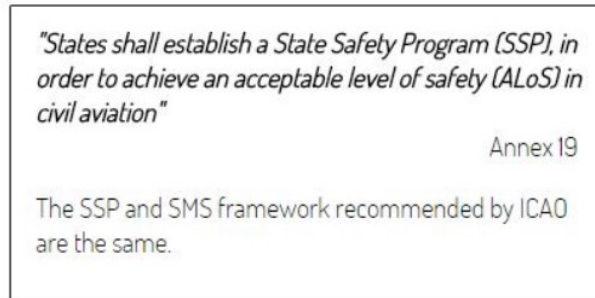 "States shall establish a State Safety Program (SSP), in
order to achieve an acceptable level of safety (ALoS) in
civil aviation"
Annex 19
The SSP and SMS framework recommended by ICAO
are the same.